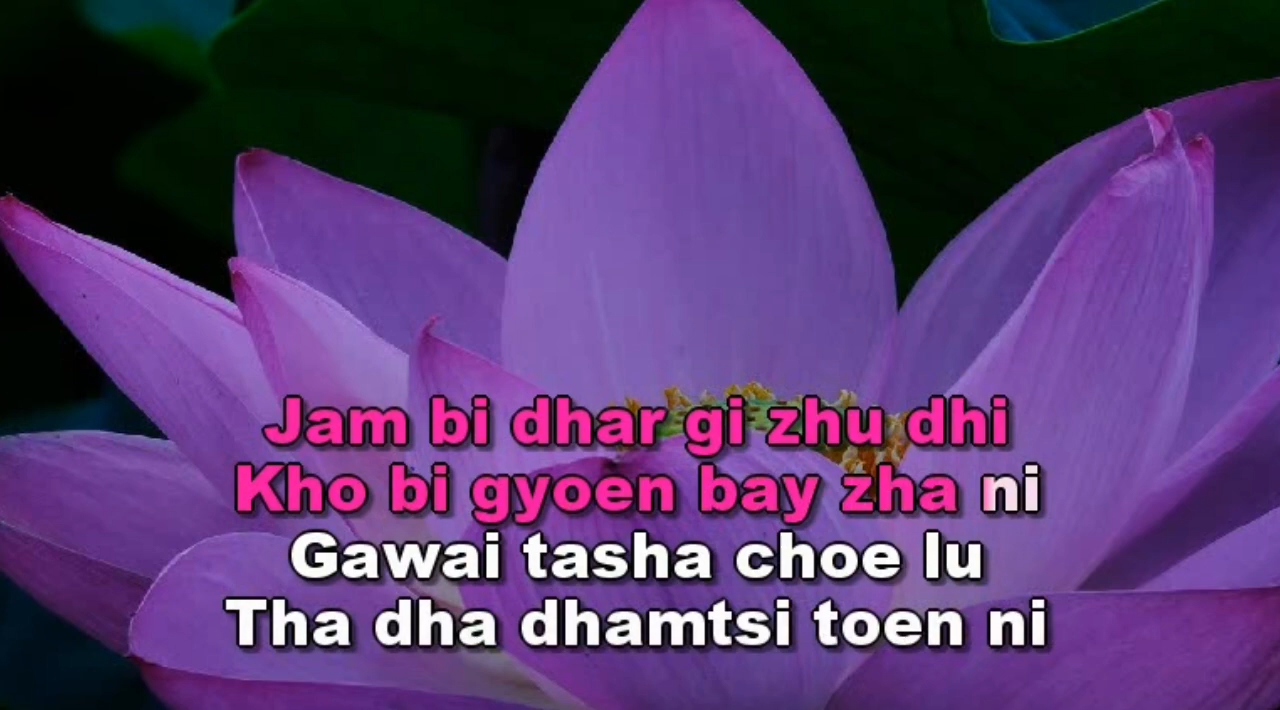 Jam bi dhar gi zhu dhi
Kho bi gyoen bay zha ni
Gawai tasha choe lu
Tha dha dhamtsi toen ni